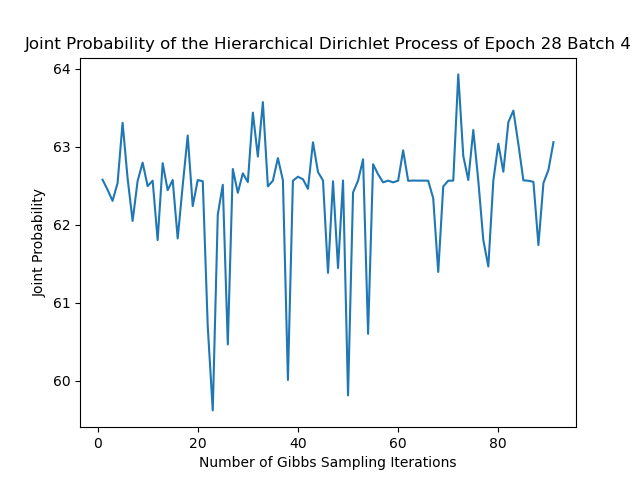 Joint Probability of the Hierarchical Dirichlet Process of Epoch 28 Batch 4
64
63
62
61
60
Joint Probability
0 20 40 60 80
Number of Gibbs Sampling Iterations